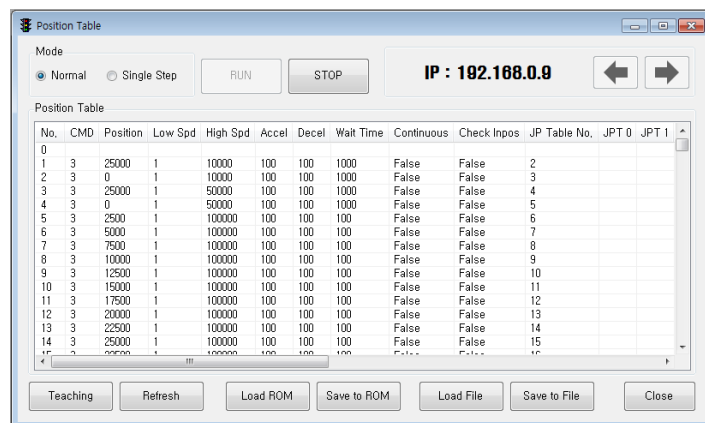 Position Table
Mode
Normal Single Step RUN STOP IP : 192.168.0.9
Position Table
No, CMD Position Low Spd High Spd Accel Decel Wait Time Continuous Check Inpos JP Table No, JPT 0 JPT 1
0
1 3 25000 1 10000 100 100 1000 False False 2
2 3 0 1 10000 100 100 1000 False False 3
3 3 25000 1 50000 100 100 1000 False False 4
4 3 0 1 50000 100 100 1000 False False 5
5 3 2500 1 100000 100 100 100 False False 6
6 3 5000 1 100000 100 100 100 False False 7
7 3 7500 1 100000 100 100 100 False False 8
8 3 10000 1 100000 100 100 100 False False 9
9 3 12500 1 100000 100 100 100 False False 10
10 3 15000 1 100000 100 100 100 False False 11
11 3 17500 1 100000 100 100 100 False False 12
12 3 20000 1 100000 100 100 100 False False 13
13 3 22500 1 100000 100 100 100 False False 14
14 3 25000 1 100000 100 100 100 False False 15
Teaching Refresh Load ROM Save to ROM Load File Save to File Close